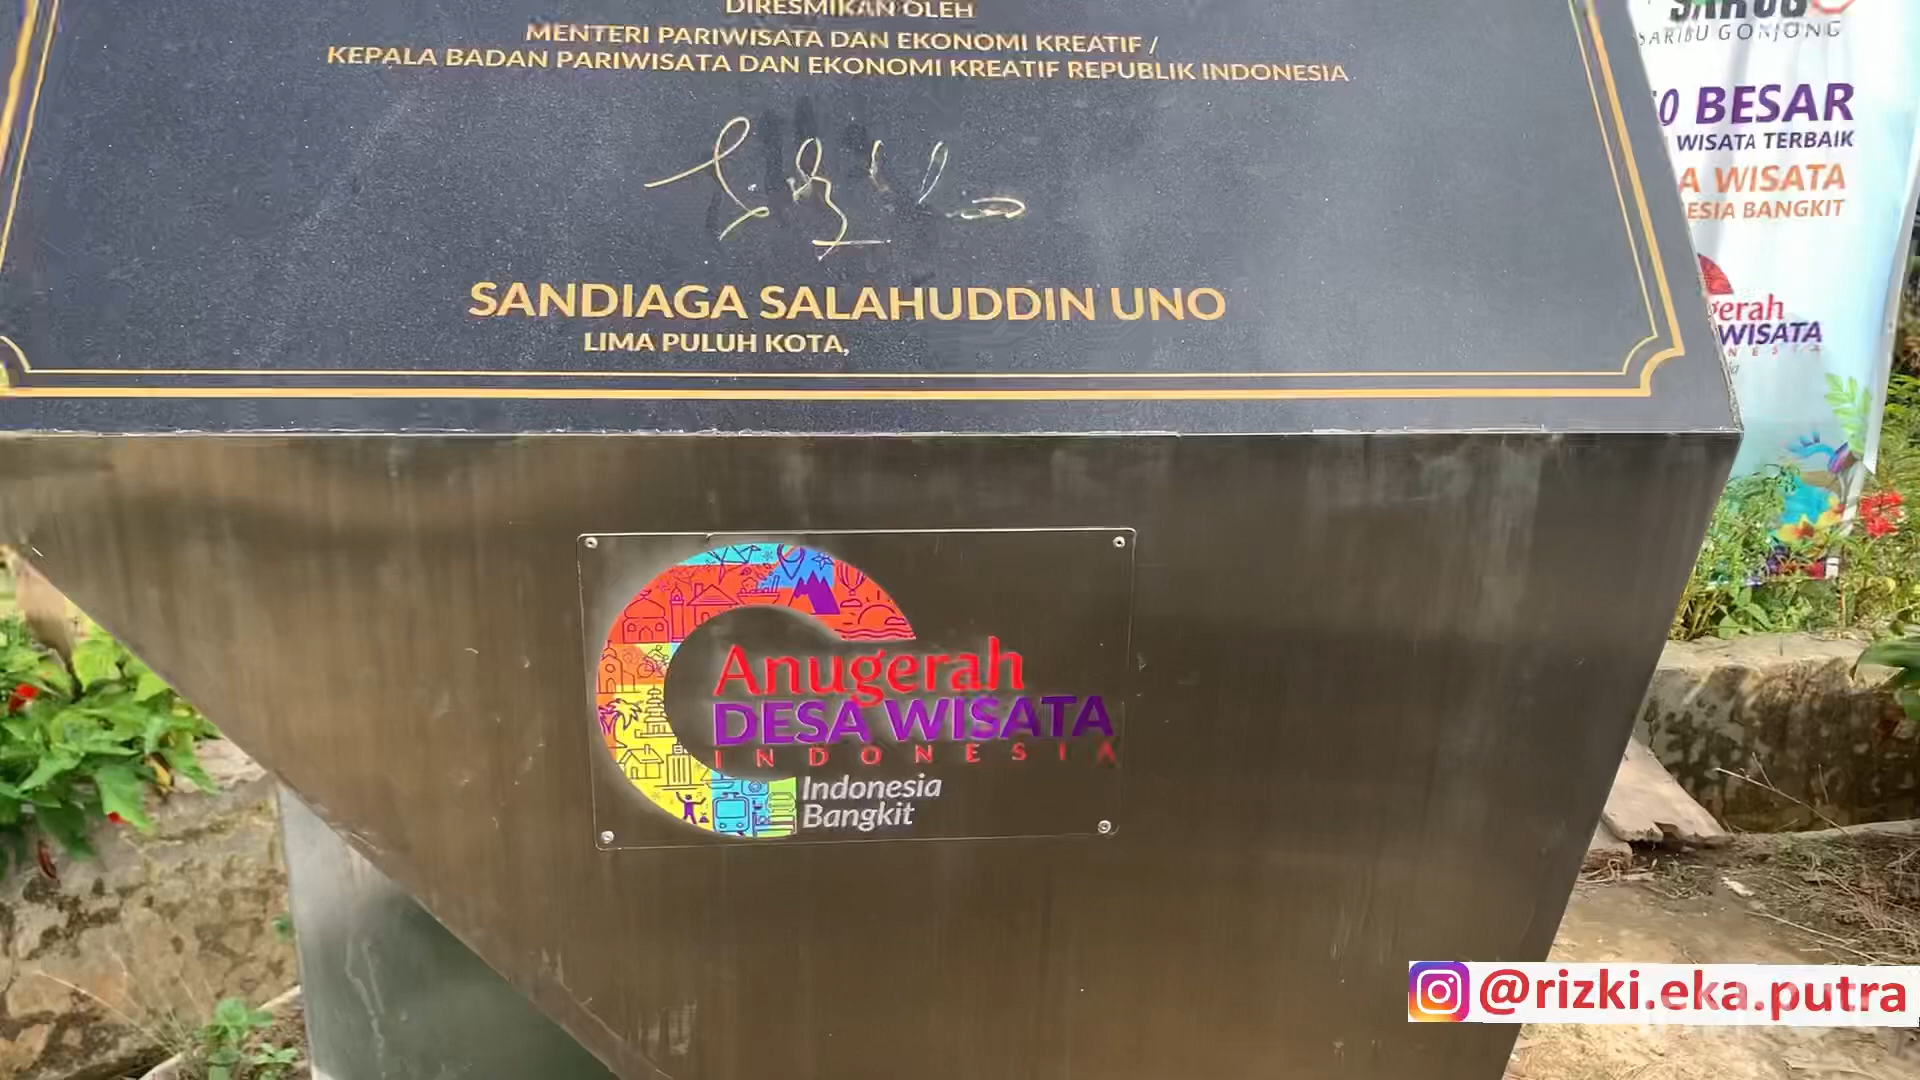 DIRESMIKAN OLEH
MENTERI PARIWISATA DAN EKONOMI KREATIF /
KEPALA BADAN PARIWISATA DAN EKONOMI KREATIF REPUBLIK INDONESIA
SANDIAGA SALAHUDDIN UNO
LIMA PULUH KOTA,
Anugerah
DESA WISATA
INDONESIA
Indonesia
Bangkit
SARIBU GONJONG
BESAR
WISATA TERBAIK
WISATA
BANGKIT
WISATA
@rizki.eka.putra